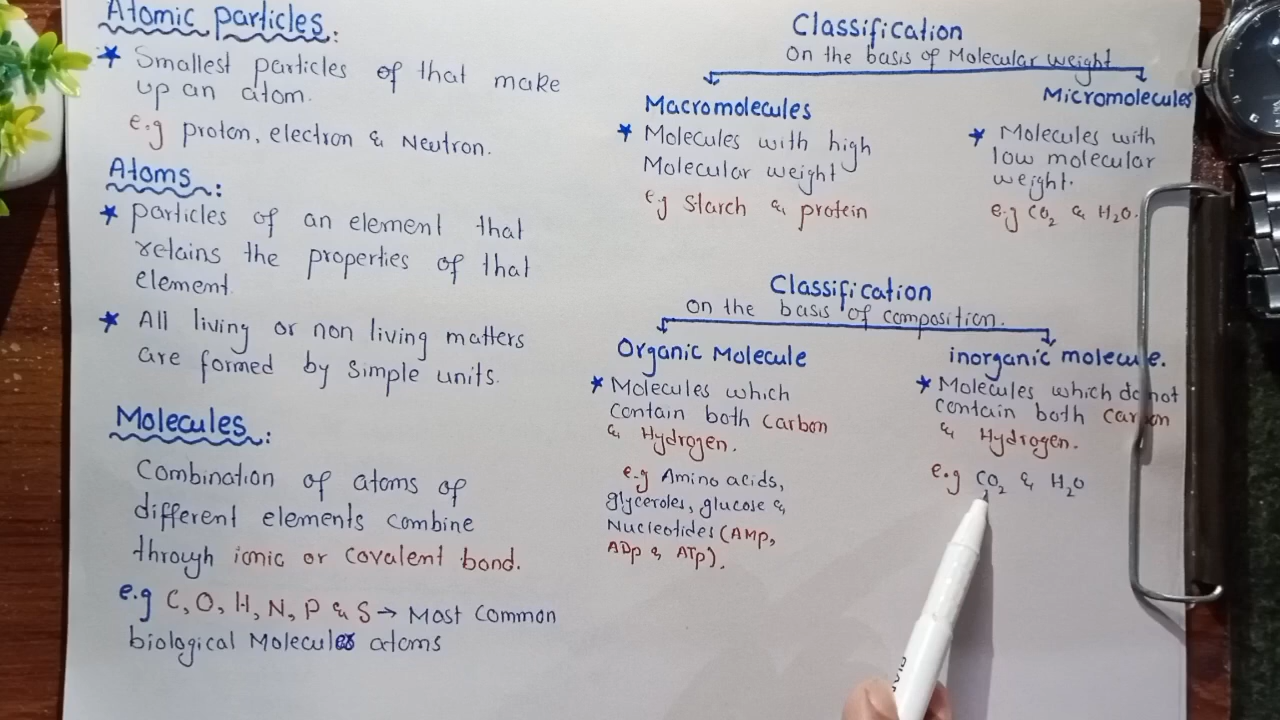 Atomic particles:
* Smallest particles of that make
up an atom.
e.g proton, electron & Neutron.
Atoms:
* particles of an element that
retains the properties of that
element.
* All living or non living matters
are formed by simple units.
Molecules:
Combination of atoms of
different elements combine
through ionic or covalent bond.
e.g C, O, H, N, P & S → Most common
biological Molecules atoms
Classification
On the basis of Molecular weight
Macromolecules
* Molecules with high
Molecular weight
e.g Starch & protein
Micromolecules
* Molecules with
low molecular
weight.
e.g CO₂ & H₂O.
Classification
On the basis of composition.
Organic Molecule
* Molecules which
contain both carbon
& Hydrogen.
e.g Amino acids,
glyceroles, glucose &
Nucleotides (AMP,
ADP & ATP).
inorganic molecule.
* Molecules which do not
contain both carbon
& Hydrogen.
e.g CO₂ & H₂O